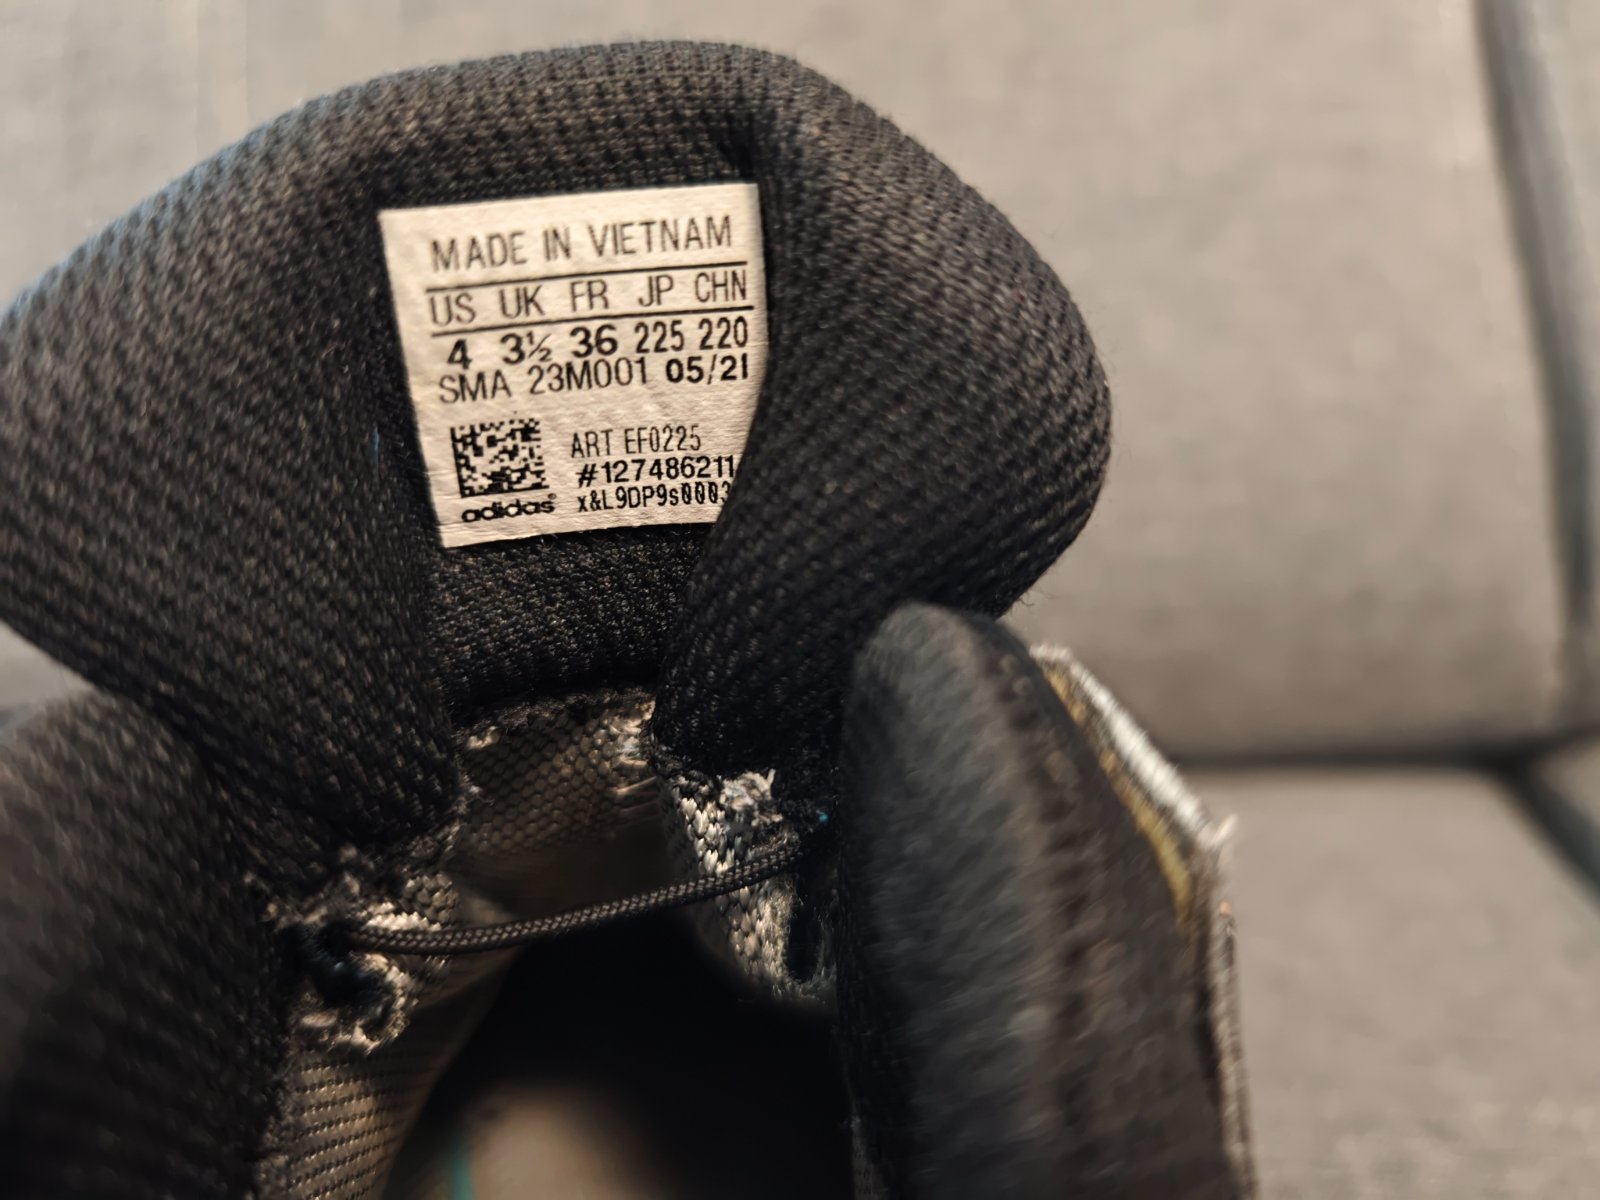 MADE IN VIETNAM
US UK FR JP CHN
4 3½ 36 225 220
SMA 23M001 05/21
ART EF0225
#127486211
x&L9DP9s0003
adidas